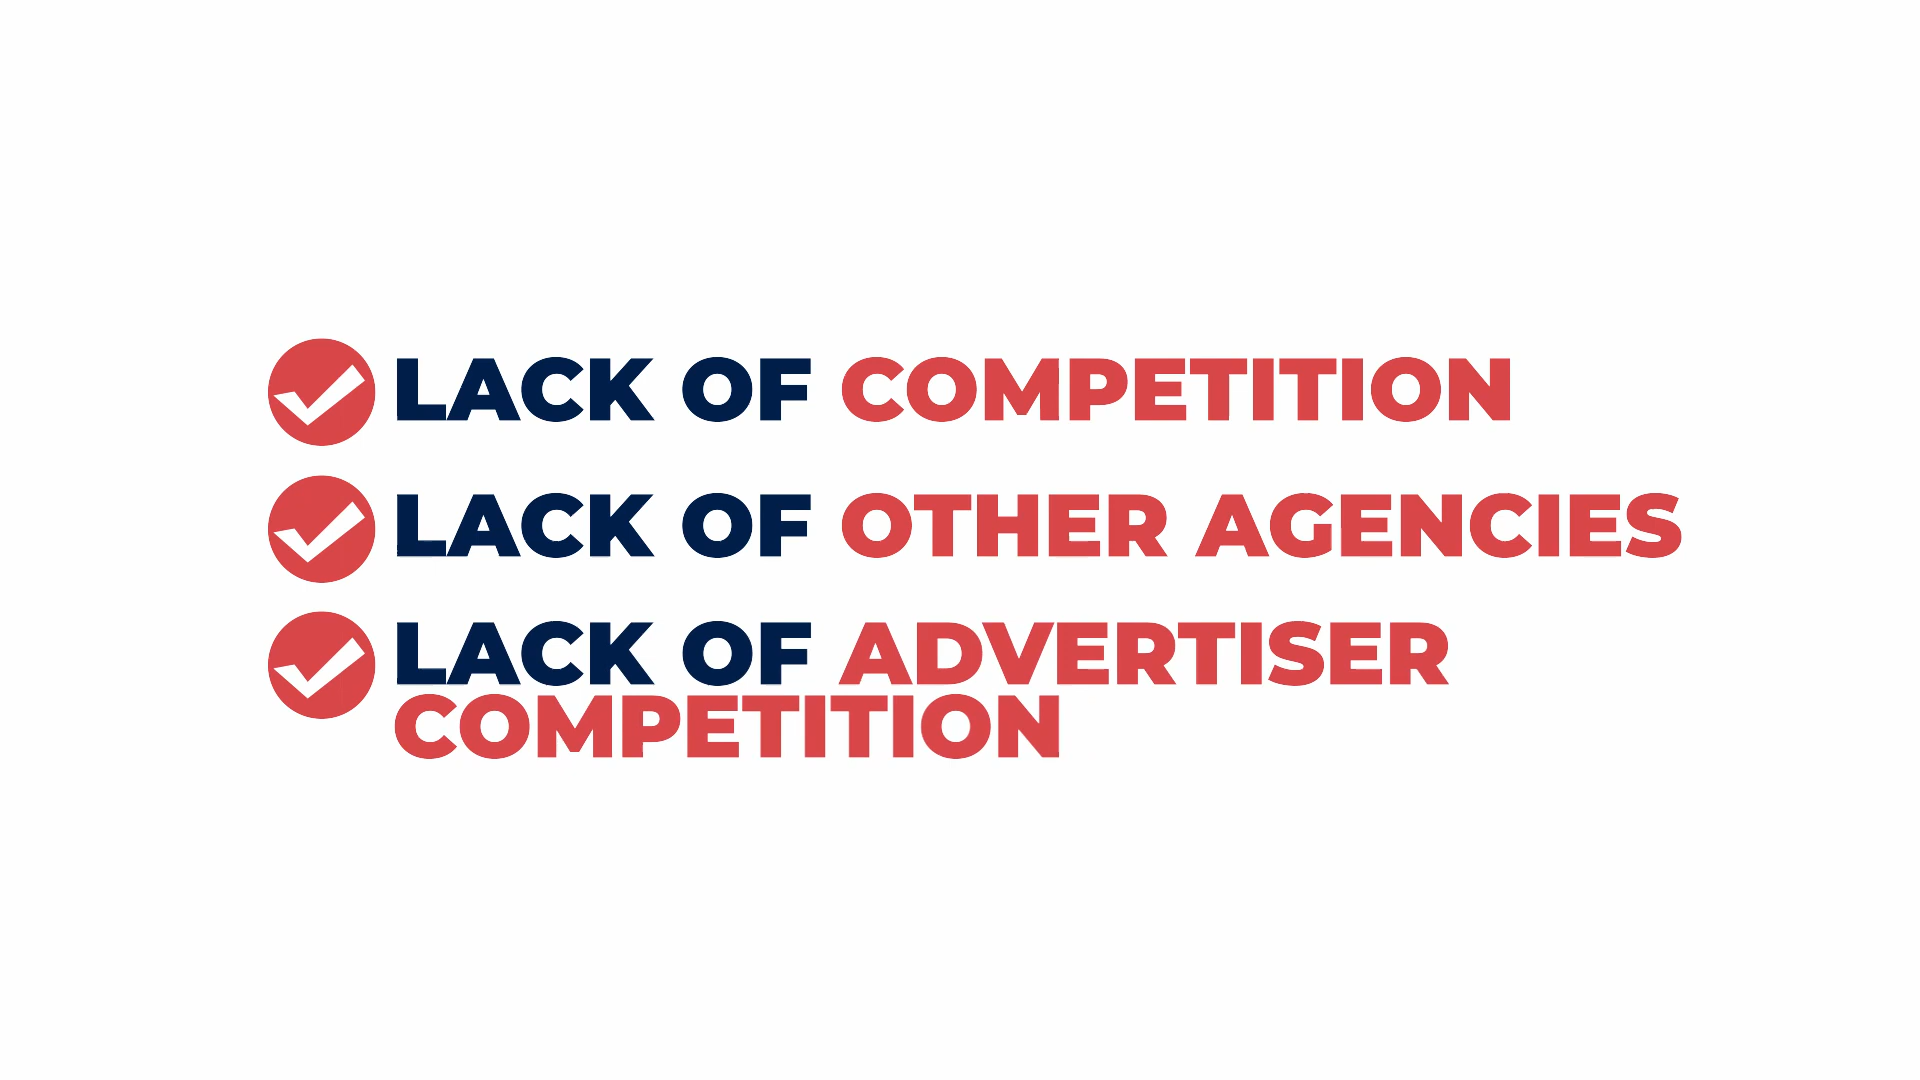 LACK OF COMPETITION
LACK OF OTHER AGENCIES
LACK OF ADVERTISER
COMPETITION